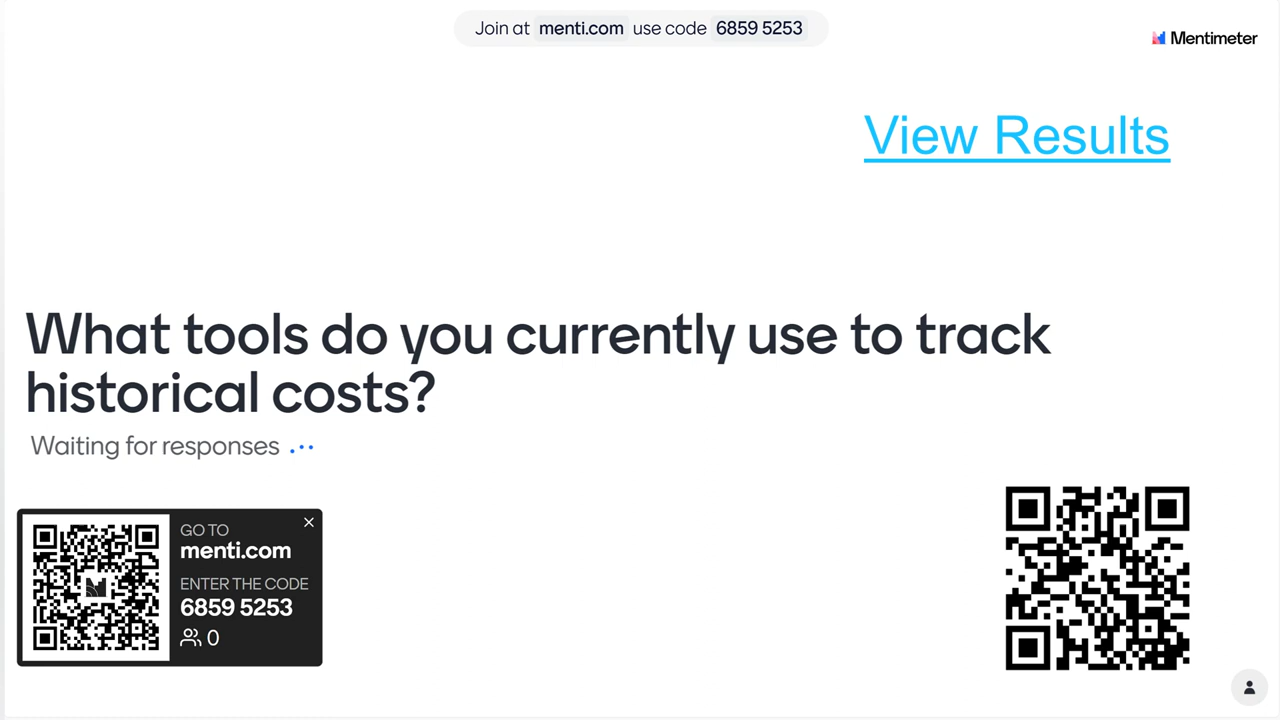 Join at menti.com use code 6859 5253
Mentimeter
View Results
What tools do you currently use to track
historical costs?
Waiting for responses
GO TO
menti.com
ENTER THE CODE
6859 5253
0